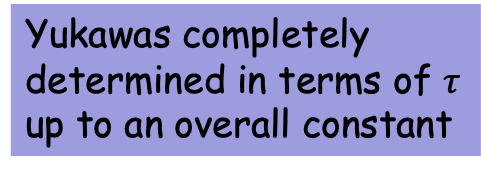 Yukawas completely
determined in terms of τ
up to an overall constant